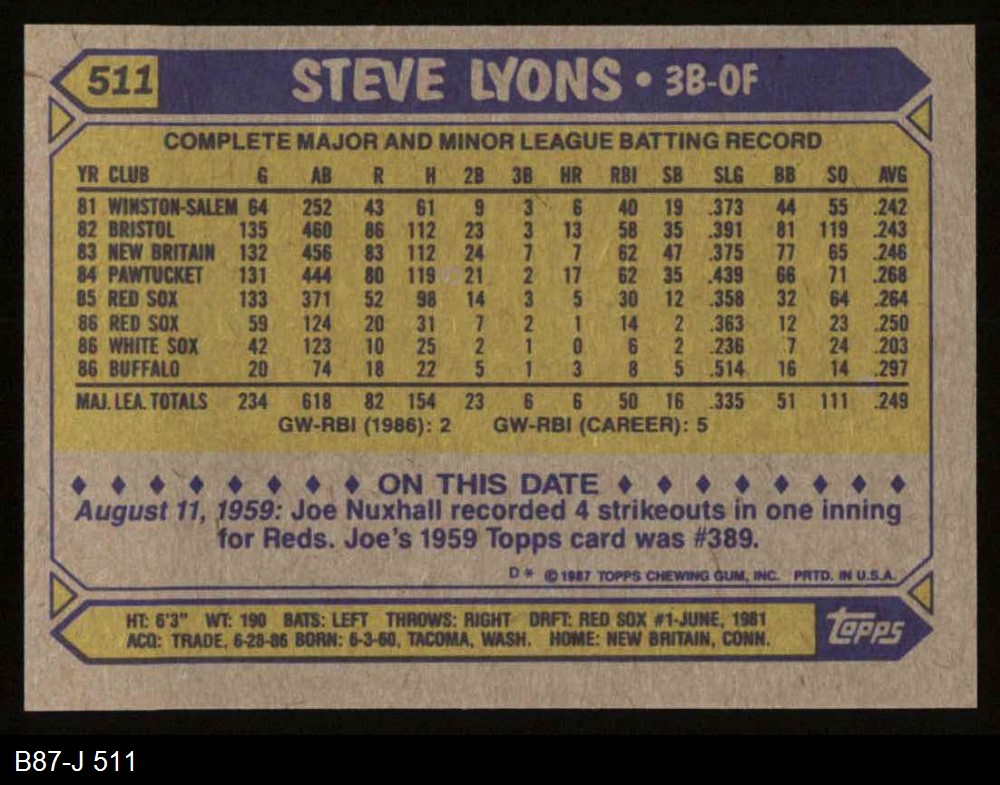 511 STEVE LYONS • 3B-OF
COMPLETE MAJOR AND MINOR LEAGUE BATTING RECORD
YR CLUB G AB R H 2B 3B HR RBI SB SLG BB SO AVG
81 WINSTON-SALEM 64 252 43 61 9 3 6 40 19 .373 44 55 .242
82 BRISTOL 135 460 86 112 23 3 13 58 35 .391 81 119 .243
83 NEW BRITAIN 132 456 83 112 24 7 7 62 47 .375 77 65 .246
84 PAWTUCKET 131 444 80 119 21 2 17 62 35 .439 66 71 .268
85 RED SOX 133 371 52 98 14 3 5 30 12 .358 32 64 .264
86 RED SOX 59 124 20 31 7 2 1 14 2 .363 12 23 .250
86 WHITE SOX 42 123 10 25 2 1 0 6 2 .236 7 24 .203
86 BUFFALO 20 74 18 22 5 1 3 8 5 .514 16 14 .297
MAJ. LEA. TOTALS 234 618 82 154 23 6 6 50 16 .335 51 111 .249
GW-RBI (1986): 2 GW-RBI (CAREER): 5
♦ ♦ ♦ ♦ ♦ ♦ ♦ ♦ ON THIS DATE ♦ ♦ ♦ ♦ ♦ ♦ ♦ ♦
August 11, 1959: Joe Nuxhall recorded 4 strikeouts in one inning
for Reds. Joe's 1959 Topps card was #389.
D* © 1987 TOPPS CHEWING GUM, INC. PRTD. IN U.S.A.
HT: 6'3" WT: 190 BATS: LEFT THROWS: RIGHT DRFT: RED SOX #1-JUNE, 1981
ACQ: TRADE, 6-29-86 BORN: 6-3-60, TACOMA, WASH. HOME: NEW BRITAIN, CONN.
Topps
B87-J 511